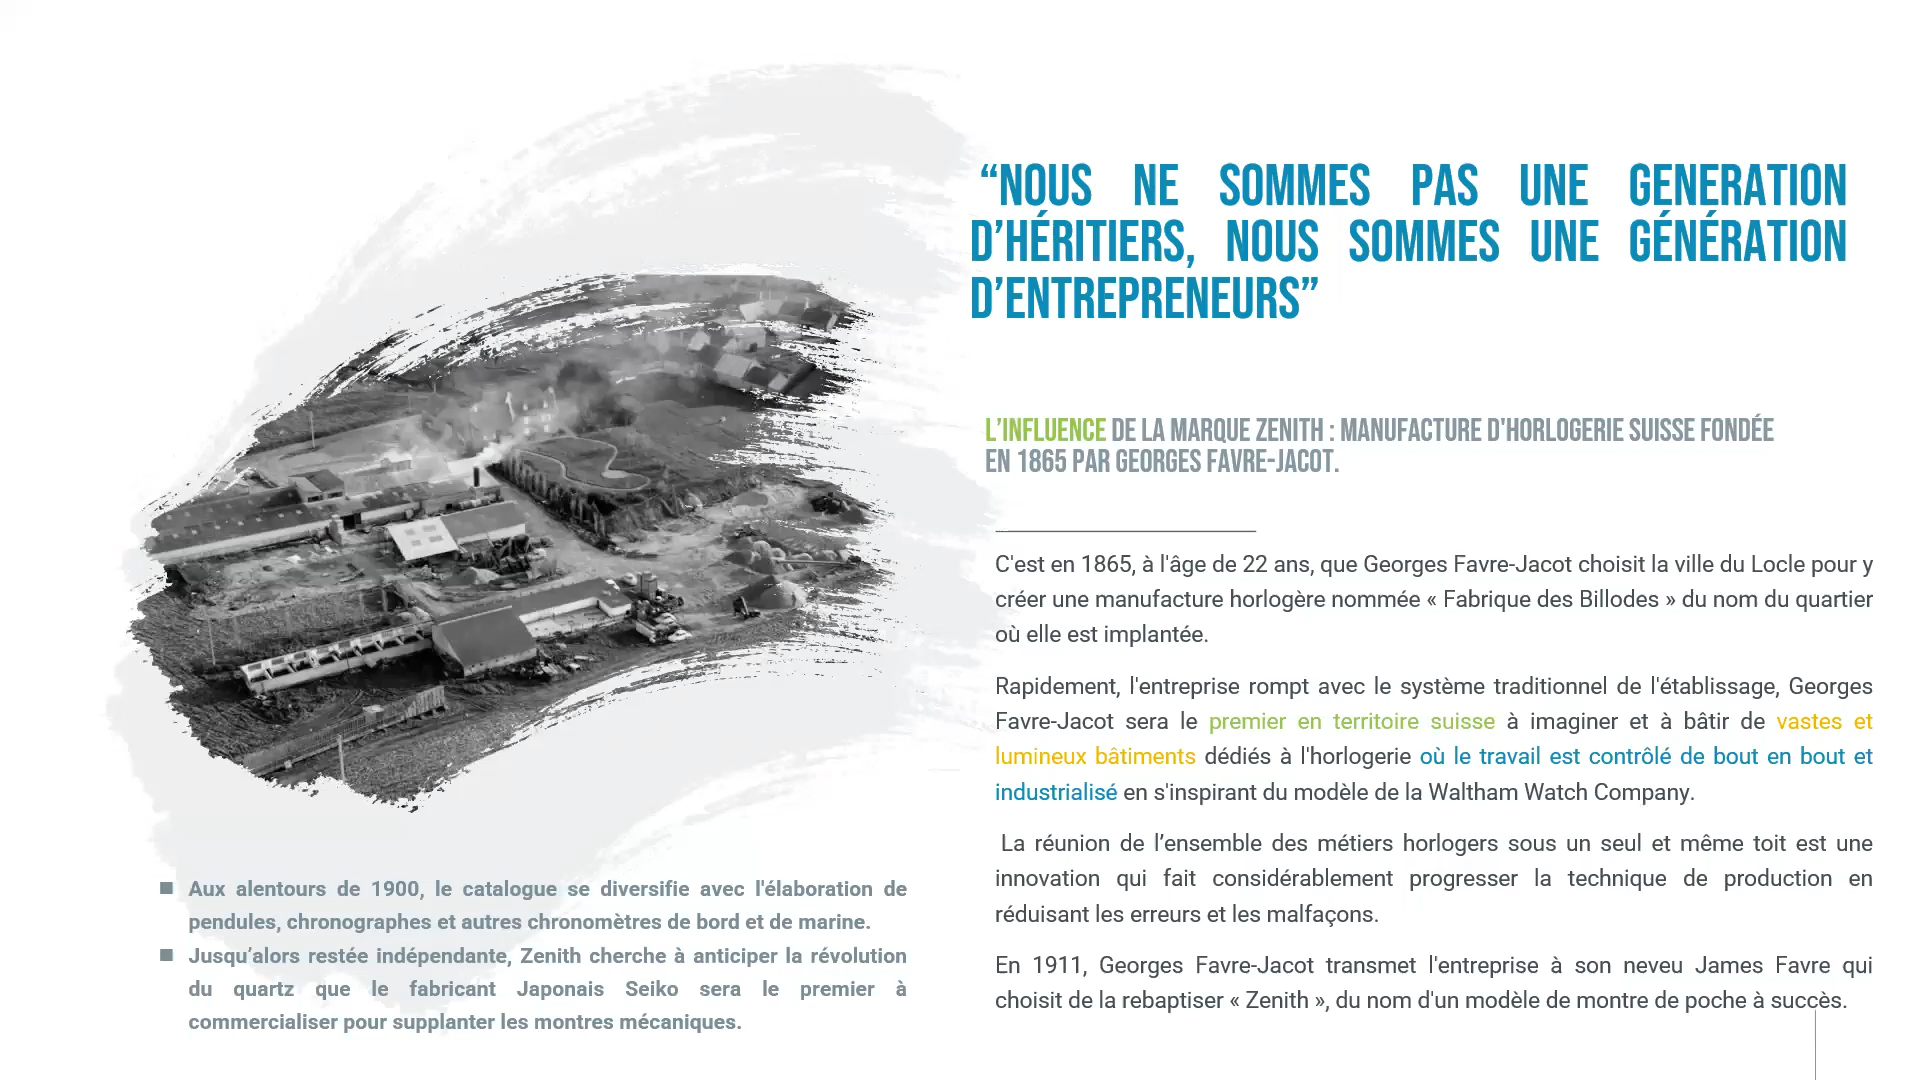 “NOUS NE SOMMES PAS UNE GENERATION
D’HÉRITIERS, NOUS SOMMES UNE GÉNÉRATION
D’ENTREPRENEURS”
L’INFLUENCE DE LA MARQUE ZENITH : MANUFACTURE D'HORLOGERIE SUISSE FONDÉE
EN 1865 PAR GEORGES FAVRE-JACOT.
C'est en 1865, à l'âge de 22 ans, que Georges Favre-Jacot choisit la ville du Locle pour y
créer une manufacture horlogère nommée « Fabrique des Billodes » du nom du quartier
où elle est implantée.
Rapidement, l'entreprise rompt avec le système traditionnel de l'établissage, Georges
Favre-Jacot sera le premier en territoire suisse à imaginer et à bâtir de vastes et
lumineux bâtiments dédiés à l'horlogerie où le travail est contrôlé de bout en bout et
industrialisé en s'inspirant du modèle de la Waltham Watch Company.
La réunion de l’ensemble des métiers horlogers sous un seul et même toit est une
innovation qui fait considérablement progresser la technique de production en
réduisant les erreurs et les malfaçons.
En 1911, Georges Favre-Jacot transmet l'entreprise à son neveu James Favre qui
choisit de la rebaptiser « Zenith », du nom d'un modèle de montre de poche à succès.
■ Aux alentours de 1900, le catalogue se diversifie avec l'élaboration de
pendules, chronographes et autres chronomètres de bord et de marine.
■ Jusqu’alors restée indépendante, Zenith cherche à anticiper la révolution
du quartz que le fabricant Japonais Seiko sera le premier à
commercialiser pour supplanter les montres mécaniques.